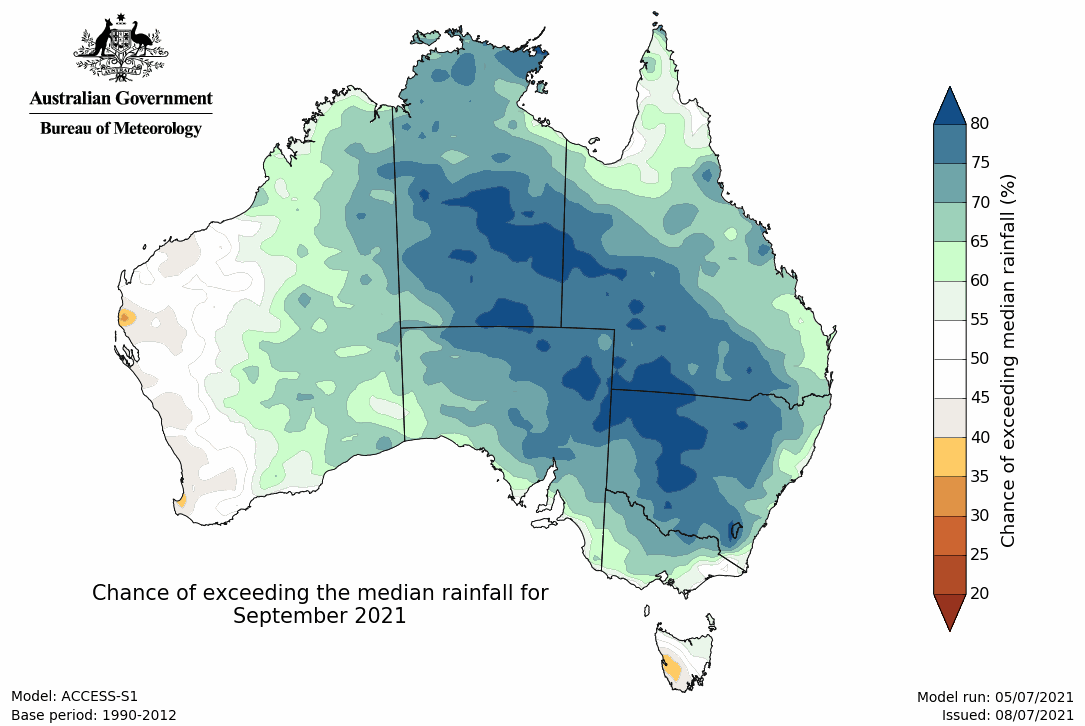 Australian Government
Bureau of Meteorology
80
75
70
65
60
55
50
45
40
35
30
25
20
Chance of exceeding median rainfall (%)
Chance of exceeding the median rainfall for
September 2021
Model: ACCESS-S1
Base period: 1990-2012
Model run: 05/07/2021
Issued: 08/07/2021